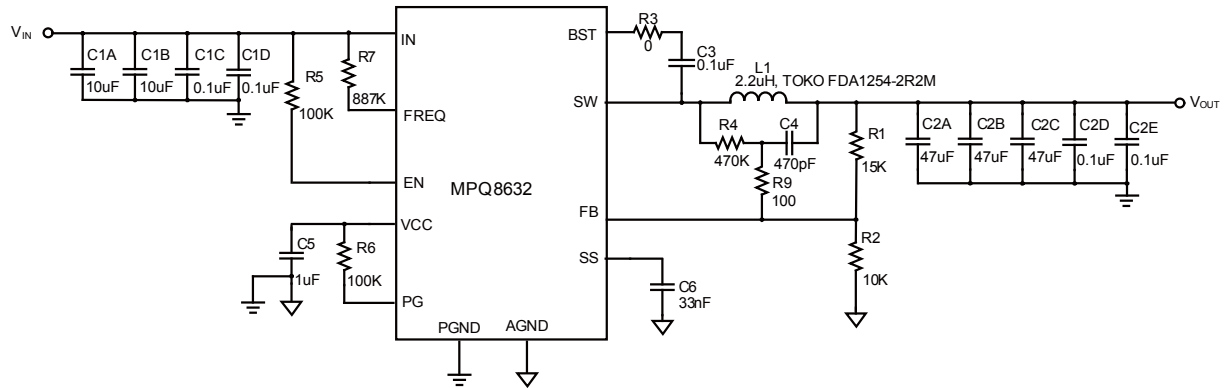 VIN
C1A
10uF
C1B
10uF
C1C
0.1uF
C1D
0.1uF
R5
100K
R7
887K
IN
FREQ
EN
VCC
PG
PGND
AGND
MPQ8632
BST
SW
FB
SS
C5
1uF
R6
100K
R3
0
C3
0.1uF
L1
2.2uH, TOKO FDA1254-2R2M
R4
470K
C4
470pF
R9
100
R1
15K
R2
10K
C6
33nF
C2A
47uF
C2B
47uF
C2C
47uF
C2D
0.1uF
C2E
0.1uF
VOUT